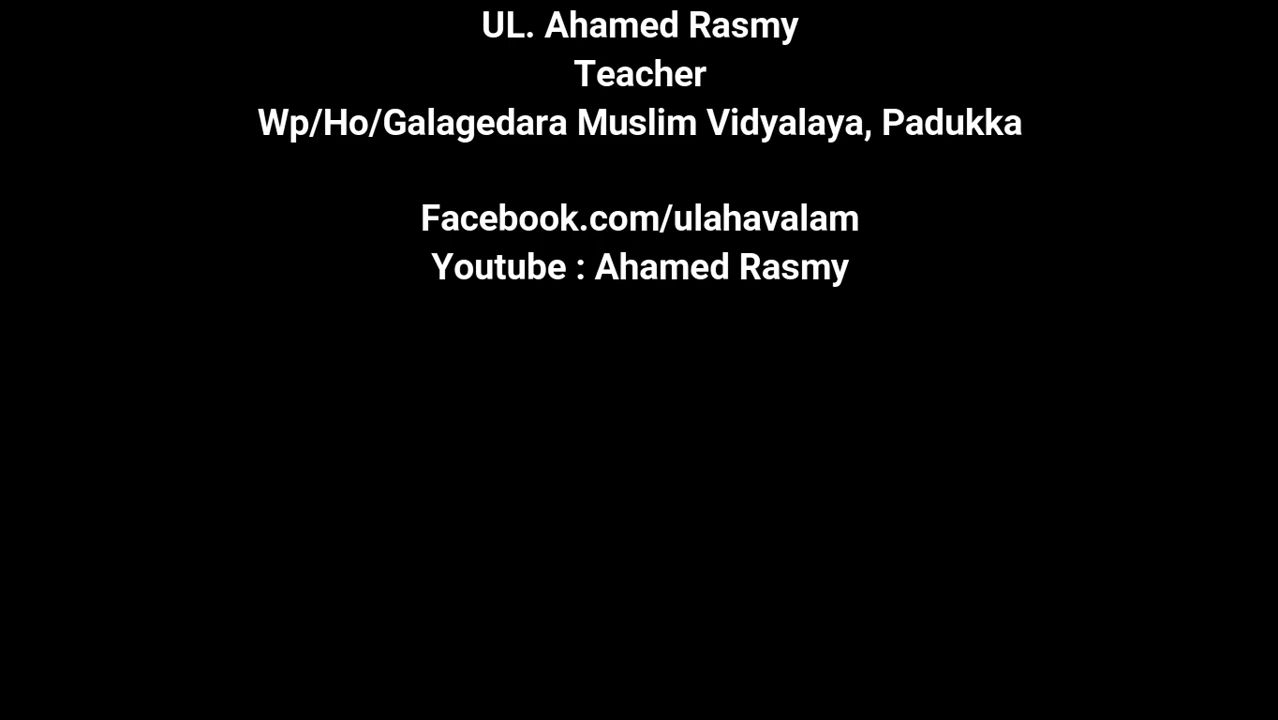 UL. Ahamed Rasmy
Teacher
Wp/Ho/Galagedara Muslim Vidyalaya, Padukka
Facebook.com/ulahavalam
Youtube : Ahamed Rasmy